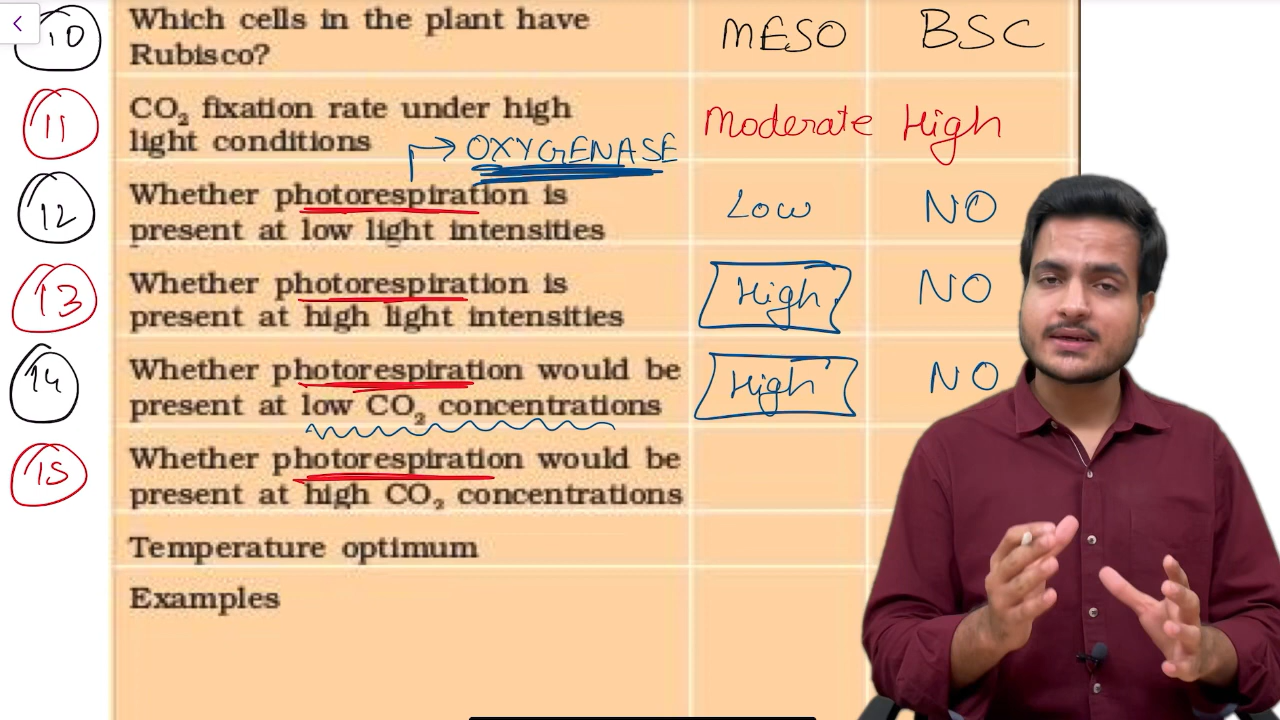 10 Which cells in the plant have MESO BSC
Rubisco?
11 CO₂ fixation rate under high Moderate High
light conditions → OXYGENASE
12 Whether photorespiration is Low NO
present at low light intensities
13 Whether photorespiration is High NO
present at high light intensities
14 Whether photorespiration would be High NO
present at low CO₂ concentrations
15 Whether photorespiration would be
present at high CO₂ concentrations
Temperature optimum
Examples